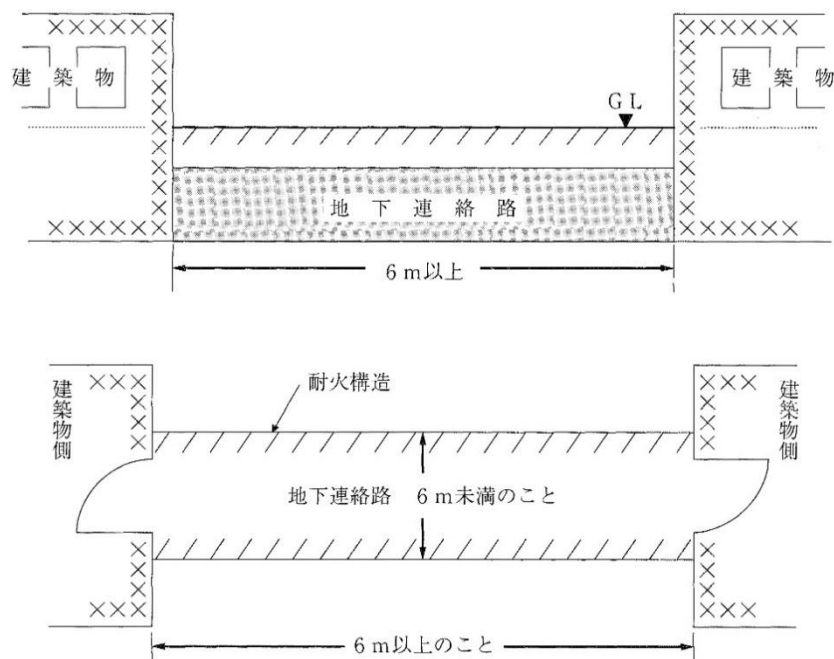 建築物
建築物
GL
地下連絡路
6m以上
建築物側
耐火構造
建築物側
地下連絡路 6m未満のこと
6m以上のこと